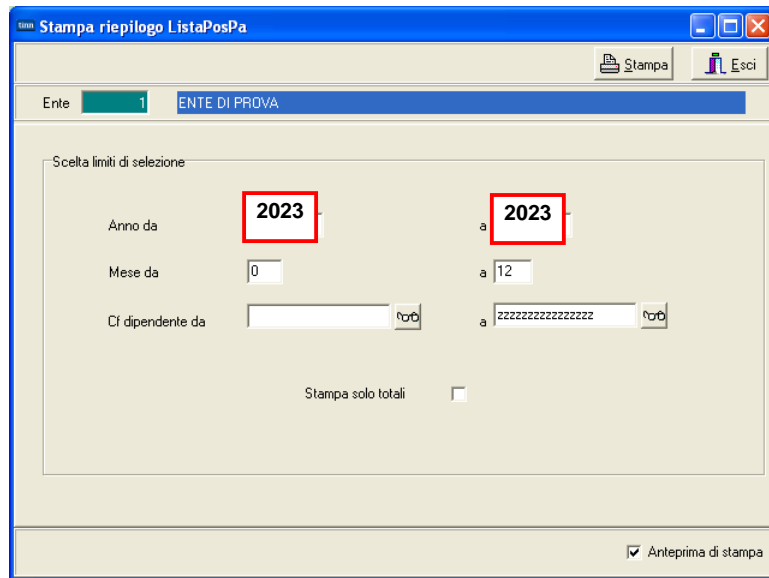 tinn Stampa riepilogo ListaPosPa
Stampa Esci
Ente 1 ENTE DI PROVA
Scelta limiti di selezione
Anno da 2023 a 2023
Mese da 0 a 12
Cf dipendente da a zzzzzzzzzzzzzzzz
Stampa solo totali
Anteprima di stampa